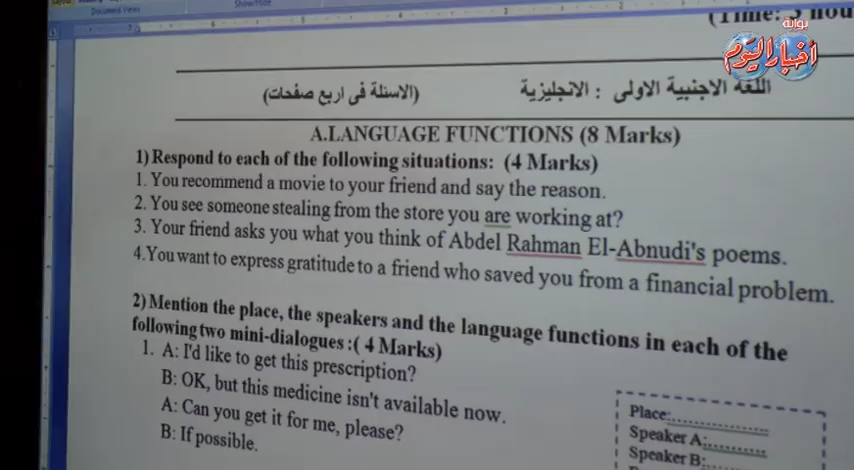 Document Views
Show/Hide
(Time: 3 hou
بوابة
أخبار اليوم
اللغة الاجنبية الاولى : الانجليزية
(الاسئلة فى اربع صفحات)
A.LANGUAGE FUNCTIONS (8 Marks)
1) Respond to each of the following situations: (4 Marks)
1. You recommend a movie to your friend and say the reason.
2. You see someone stealing from the store you are working at?
3. Your friend asks you what you think of Abdel Rahman El-Abnudi's poems.
4.You want to express gratitude to a friend who saved you from a financial problem.
2) Mention the place, the speakers and the language functions in each of the
following two mini-dialogues :( 4 Marks)
1. A: I'd like to get this prescription?
B: OK, but this medicine isn't available now.
A: Can you get it for me, please?
B: If possible.
Place:..................
Speaker A:............
Speaker B:............